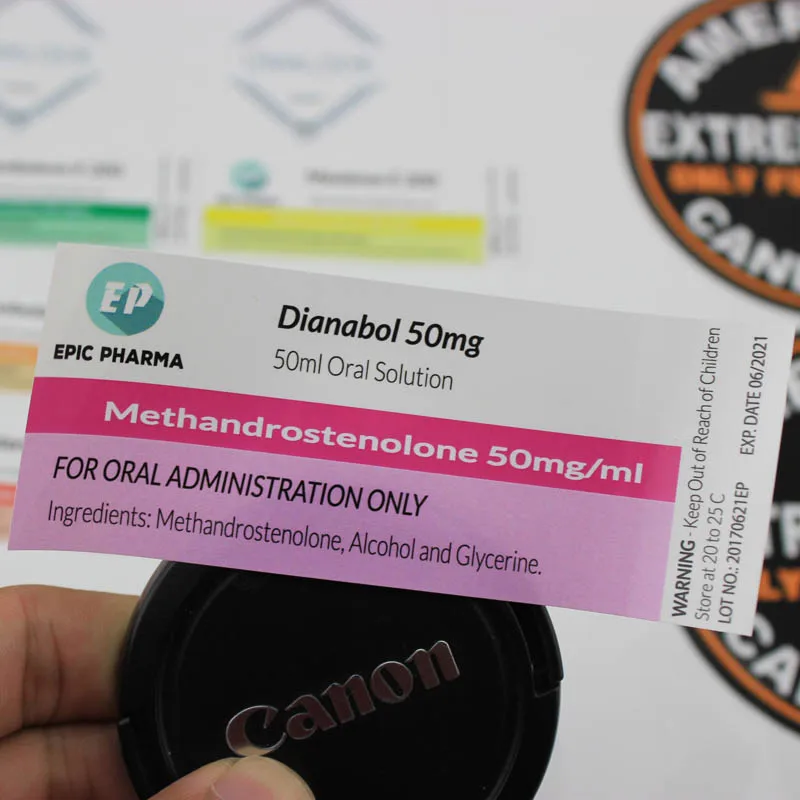 EP
EPIC PHARMA
Dianabol 50mg
50ml Oral Solution
Methandrostenolone 50mg/ml
FOR ORAL ADMINISTRATION ONLY
Ingredients: Methandrostenolone, Alcohol and Glycerine.
WARNING - Keep Out of Reach of Children
Store at 20 to 25 C
LOT NO.: 20170621EP EXP. DATE 06/2021
Canon
AMER
EXTRE
ONLY F
CAN